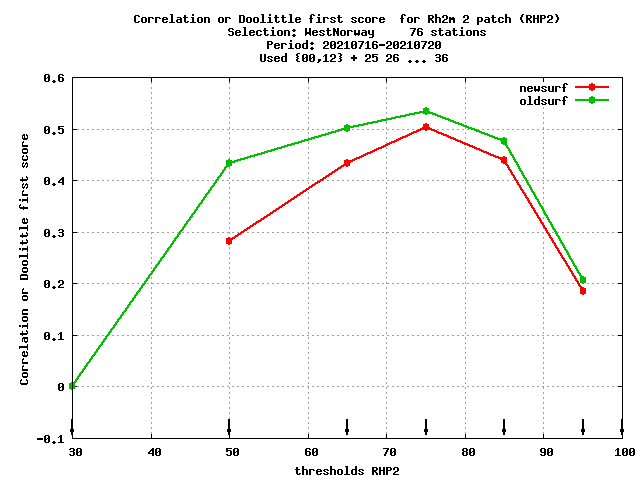 Correlation or Doolittle first score  for Rh2m 2 patch (RHP2)
Selection: WestNorway     76 stations
Period: 20210716-20210720
Used {00,12} + 25 26 ... 36
newsurf
oldsurf
Correlation or Doolittle first score
0.6
0.5
0.4
0.3
0.2
0.1
0
-0.1
30 40 50 60 70 80 90 100
thresholds RHP2